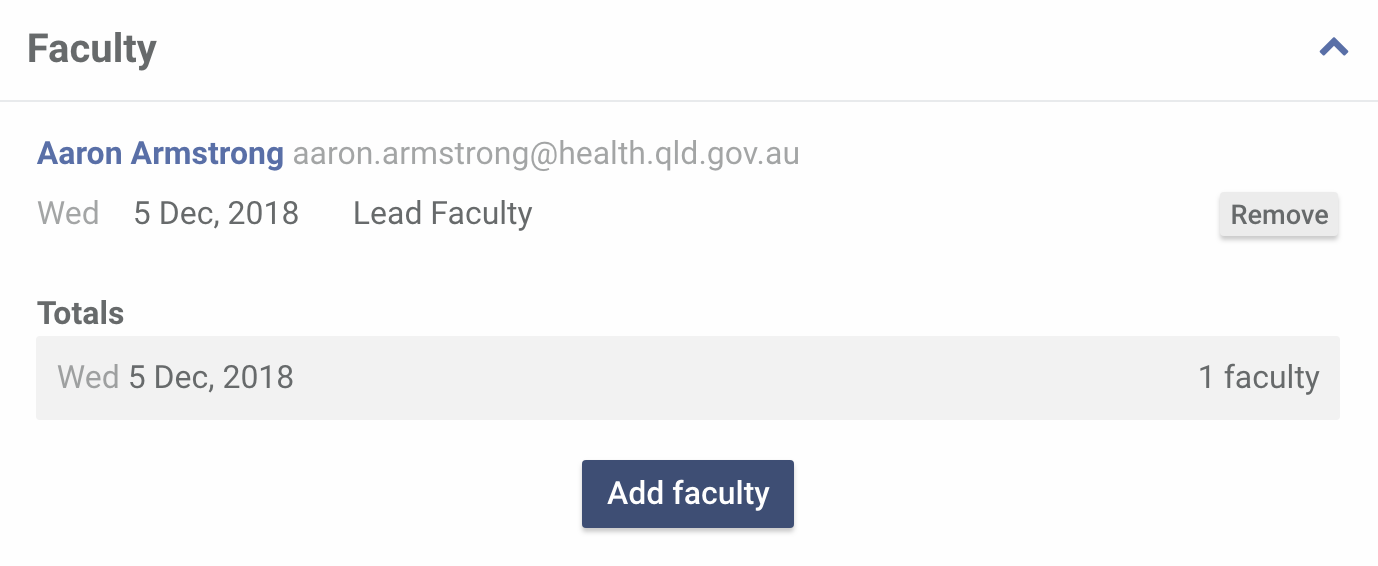 Faculty
Aaron Armstrong aaron.armstrong@health.qld.gov.au
Wed 5 Dec, 2018 Lead Faculty Remove
Totals
Wed 5 Dec, 2018 1 faculty
Add faculty